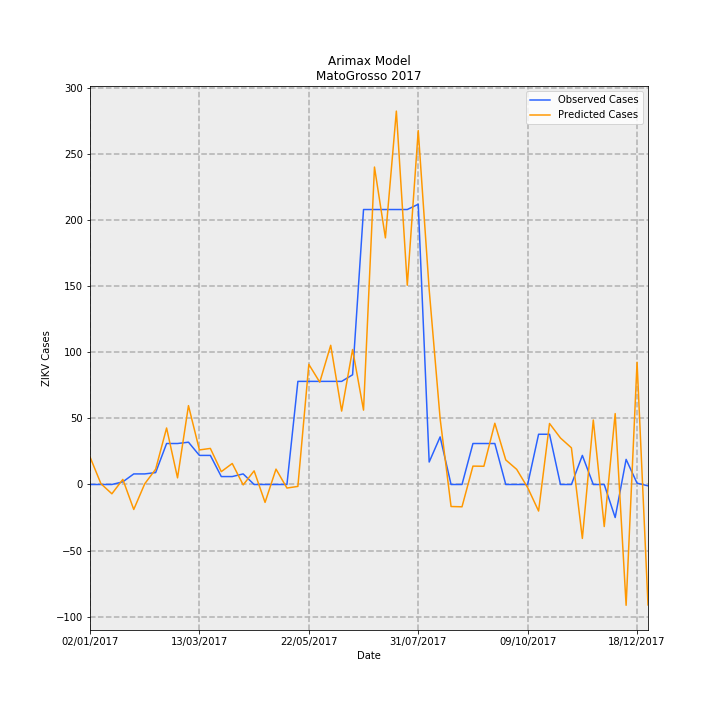 Arimax Model
MatoGrosso 2017
Observed Cases
Predicted Cases
300
250
200
150
100
50
0
−50
−100
ZIKV Cases
02/01/2017 13/03/2017 22/05/2017 31/07/2017 09/10/2017 18/12/2017
Date